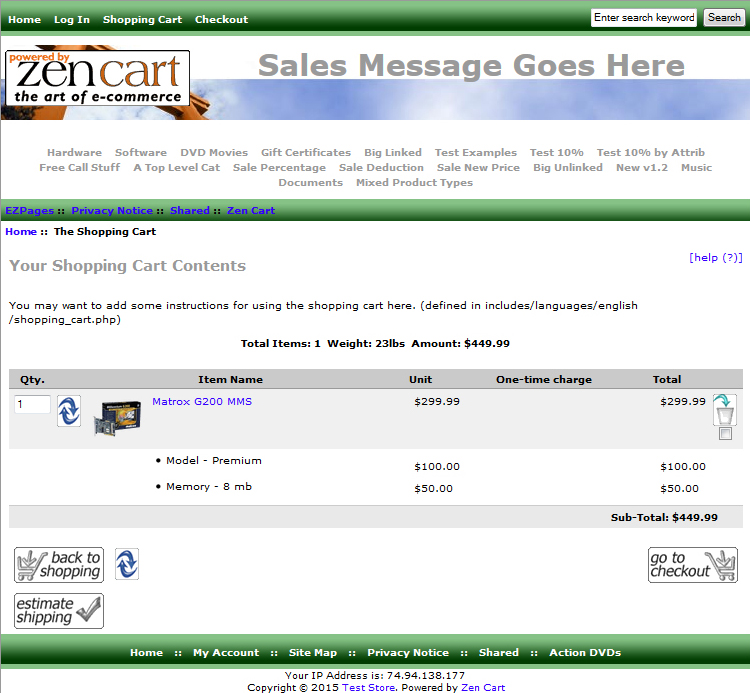 Home Log In Shopping Cart Checkout Enter search keyword Search
powered by
zen cart
the art of e-commerce
Sales Message Goes Here
Hardware Software DVD Movies Gift Certificates Big Linked Test Examples Test 10% Test 10% by Attrib
Free Call Stuff A Top Level Cat Sale Percentage Sale Deduction Sale New Price Big Unlinked New v1.2 Music
Documents Mixed Product Types
EZPages :: Privacy Notice :: Shared :: Zen Cart
Home :: The Shopping Cart
[help (?)]
Your Shopping Cart Contents
You may want to add some instructions for using the shopping cart here. (defined in includes/languages/english
/shopping_cart.php)
Total Items: 1 Weight: 23lbs Amount: $449.99
Qty. Item Name Unit One-time charge Total
1 Matrox G200 MMS $299.99 $299.99
• Model - Premium $100.00 $100.00
• Memory - 8 mb $50.00 $50.00
Sub-Total: $449.99
back to
shopping
go to
checkout
estimate
shipping
Home :: My Account :: Site Map :: Privacy Notice :: Shared :: Action DVDs
Your IP Address is: 74.94.138.177
Copyright © 2015 Test Store. Powered by Zen Cart